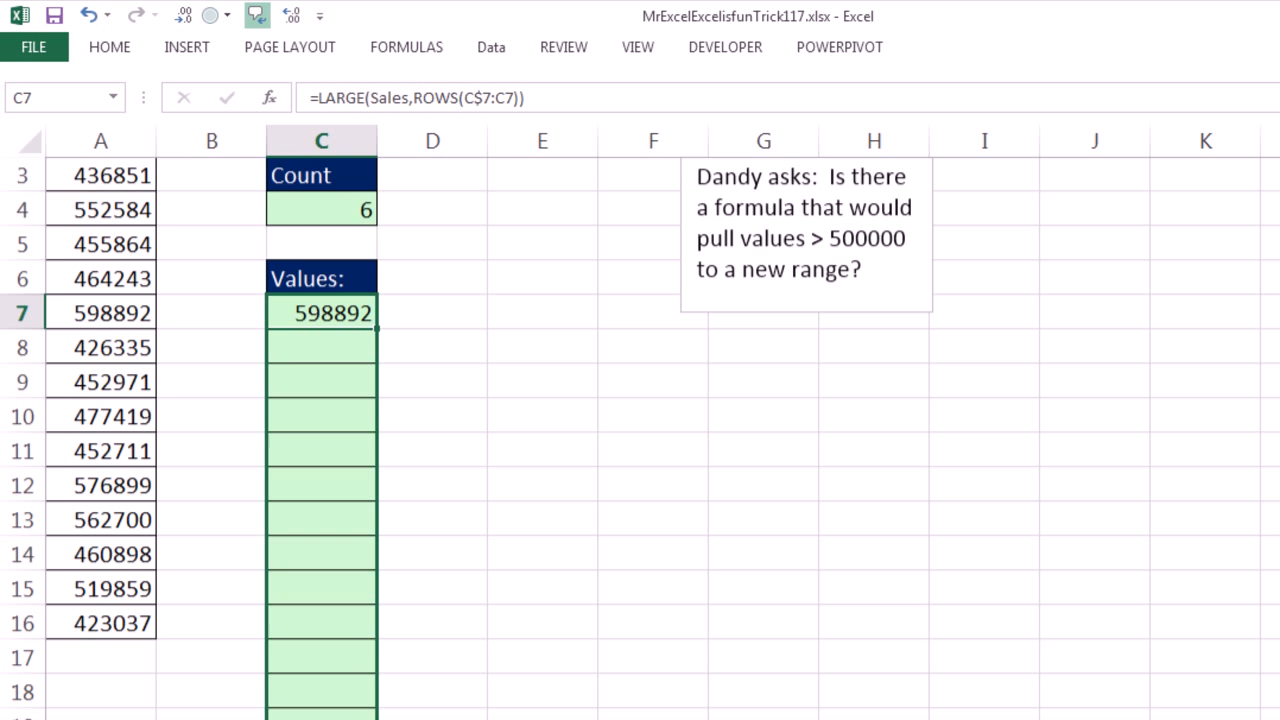 MrExcelExcelisfunTrick117.xlsx - Excel
FILE HOME INSERT PAGE LAYOUT FORMULAS Data REVIEW VIEW DEVELOPER POWERPIVOT
C7 fx =LARGE(Sales,ROWS(C$7:C7))
A B C D E F G H I J K
3 436851 Count
4 552584 6
5 455864
6 464243 Values:
7 598892 598892
8 426335
9 452971
10 477419
11 452711
12 576899
13 562700
14 460898
15 519859
16 423037
17
18
Dandy asks: Is there
a formula that would
pull values > 500000
to a new range?